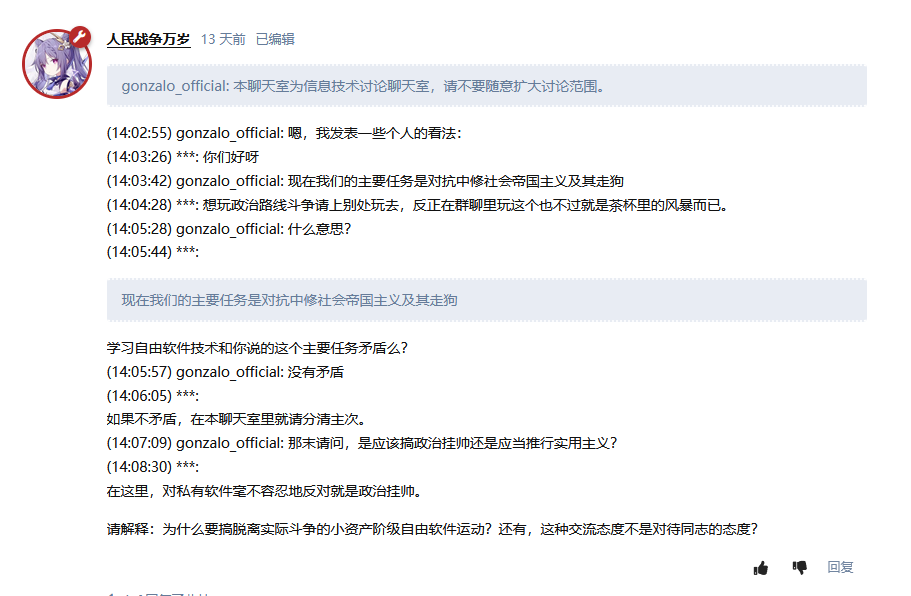 人民战争万岁 13 天前 已编辑
gonzalo_official: 本聊天室为信息技术讨论聊天室，请不要随意扩大讨论范围。
(14:02:55) gonzalo_official: 嗯，我发表一些个人的看法：
(14:03:26) ***: 你们好呀
(14:03:42) gonzalo_official: 现在我们的主要任务是对抗中修社会帝国主义及其走狗
(14:04:28) ***: 想玩政治路线斗争请上别处玩去，反正在群聊里玩这个也不过就是茶杯里的风暴而已。
(14:05:28) gonzalo_official: 什么意思？
(14:05:44) ***:
现在我们的主要任务是对抗中修社会帝国主义及其走狗
学习自由软件技术和你说的这个主要任务矛盾么？
(14:05:57) gonzalo_official: 没有矛盾
(14:06:05) ***:
如果不矛盾，在本聊天室里就请分清主次。
(14:07:09) gonzalo_official: 那末请问，是应该搞政治挂帅还是应当推行实用主义？
(14:08:30) ***:
在这里，对私有软件毫不容忍地反对就是政治挂帅。
请解释：为什么要搞脱离实际斗争的小资产阶级自由软件运动？还有，这种交流态度不是对待同志的态度？
回复